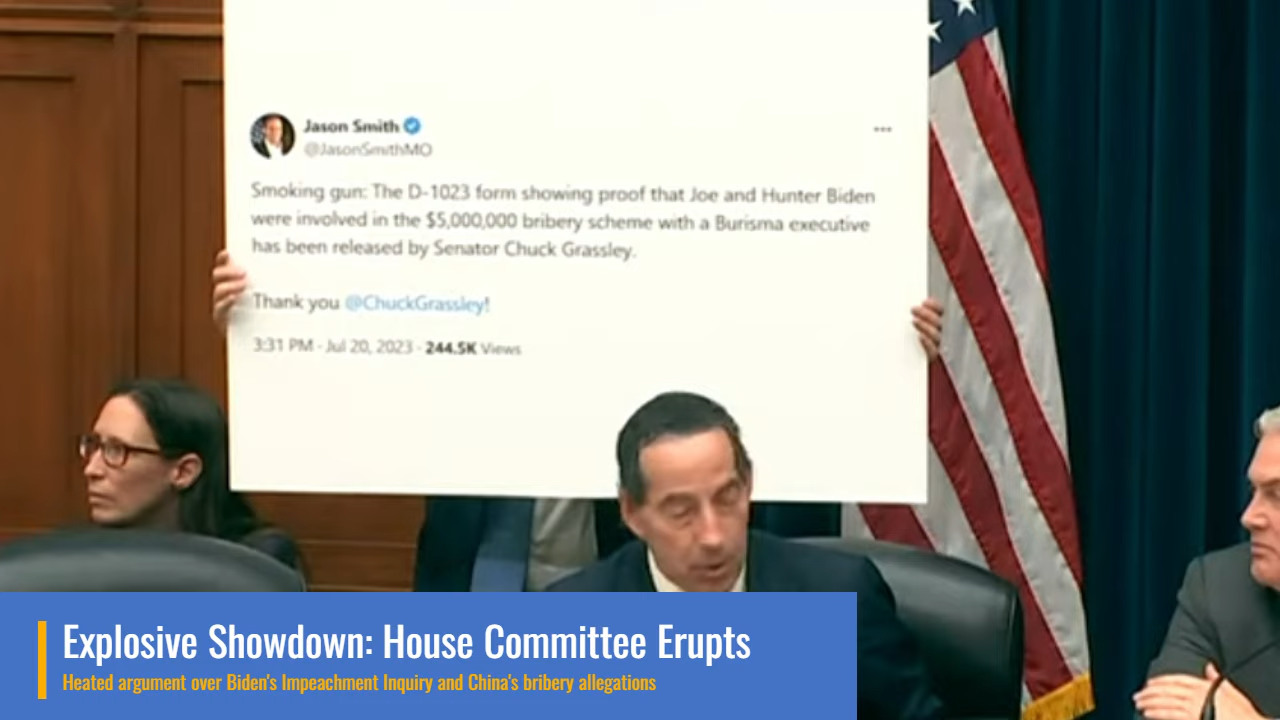 Jason Smith
@JasonSmithMO
Smoking gun: The D-1023 form showing proof that Joe and Hunter Biden
were involved in the $5,000,000 bribery scheme with a Burisma executive
has been released by Senator Chuck Grassley.
Thank you @ChuckGrassley!
3:31 PM · Jul 20, 2023 · 244.5K Views
Explosive Showdown: House Committee Erupts
Heated argument over Biden's Impeachment Inquiry and China's bribery allegations